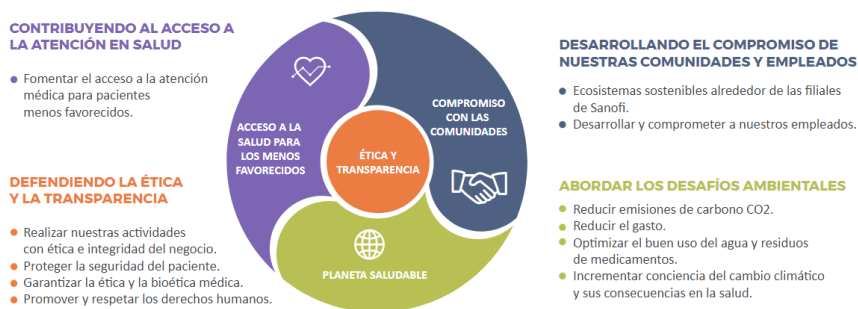 CONTRIBUYENDO AL ACCESO A
LA ATENCIÓN EN SALUD
Fomentar el acceso a la atención
médica para pacientes
menos favorecidos.
DEFENDIENDO LA ÉTICA
Y LA TRANSPARENCIA
Realizar nuestras actividades
con ética e integridad del negocio.
Proteger la seguridad del paciente.
Garantizar la ética y la bioética médica.
Promover y respetar los derechos humanos.
ACCESO A LA
SALUD PARA
LOS MENOS
FAVORECIDOS
ÉTICA Y
TRANSPARENCIA
COMPROMISO
CON LAS
COMUNIDADES
PLANETA SALUDABLE
DESARROLLANDO EL COMPROMISO DE
NUESTRAS COMUNIDADES Y EMPLEADOS
Ecosistemas sostenibles alrededor de las filiales
de Sanofi.
Desarrollar y comprometer a nuestros empleados.
ABORDAR LOS DESAFÍOS AMBIENTALES
Reducir emisiones de carbono CO2.
Reducir el gasto.
Optimizar el buen uso del agua y residuos
de medicamentos.
Incrementar conciencia del cambio climático
y sus consecuencias en la salud.